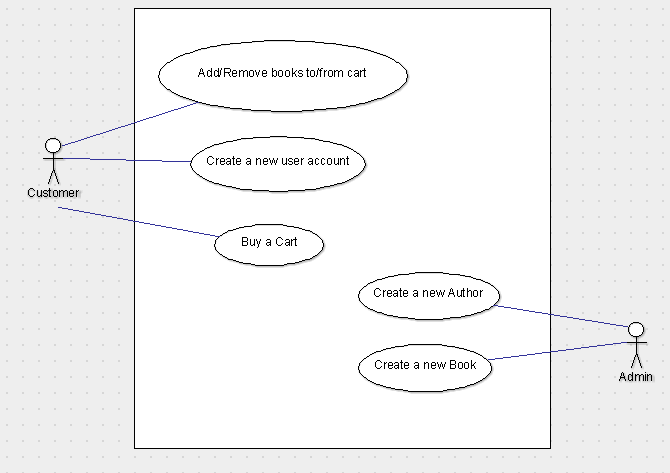 Add/Remove books to/from cart
Create a new user account
Customer
Buy a Cart
Create a new Author
Create a new Book
Admin